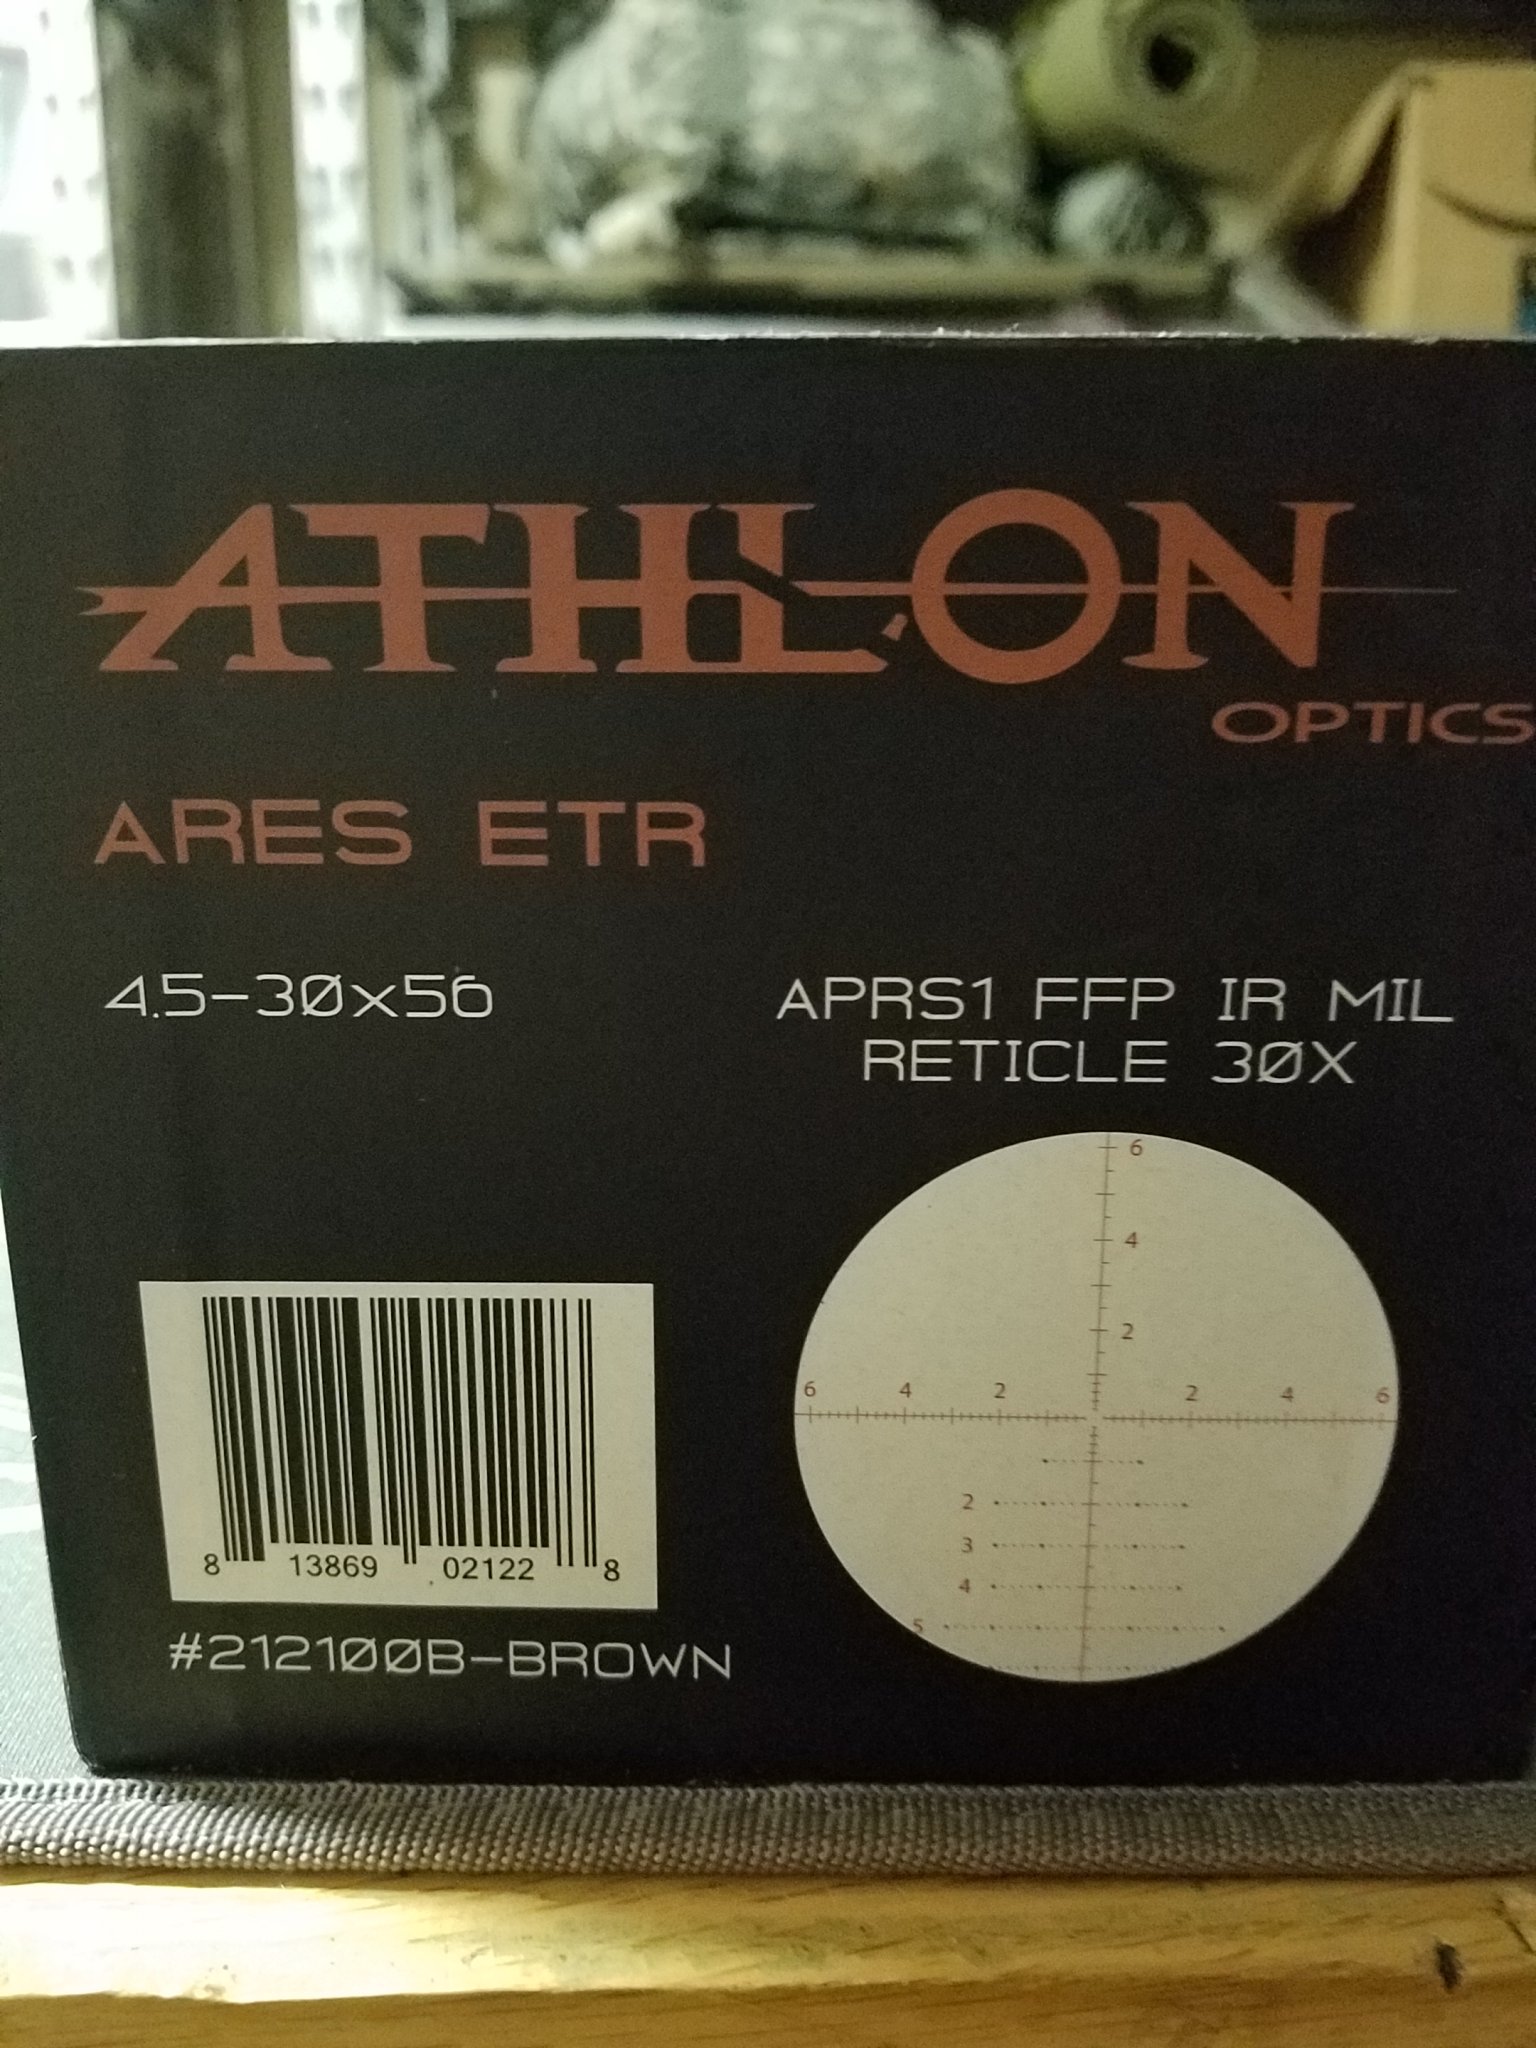 ATHLON
OPTICS
ARES ETR
4.5-30x56
APRS1 FFP IR MIL
RETICLE 30X
6
4
2
6 4 2 2 4 6
2
3
4
5
8 13869 02122 8
#212100B-BROWN